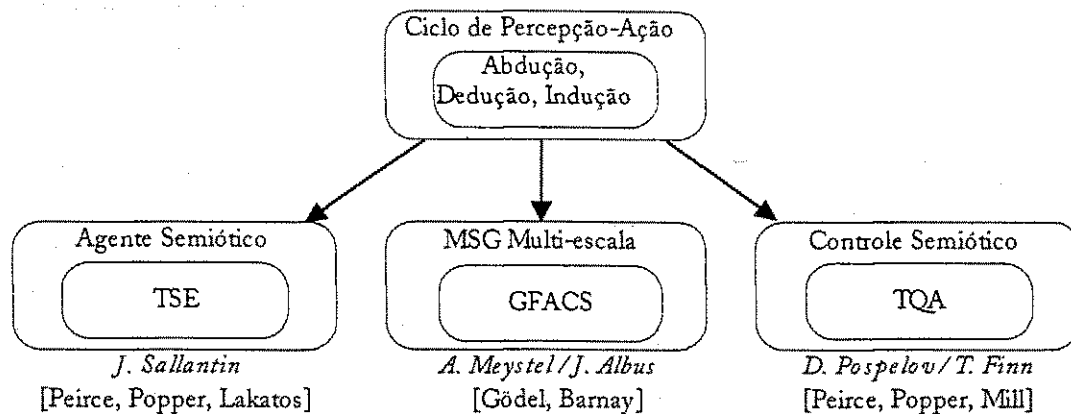 Ciclo de Percepção-Ação
Abdução,
Dedução, Indução
Agente Semiótico
TSE
J. Sallantin
[Peirce, Popper, Lakatos]
MSG Multi-escala
GFACS
A. Meystel/J. Albus
[Gödel, Barnay]
Controle Semiótico
TQA
D. Pospelov/T. Finn
[Peirce, Popper, Mill]